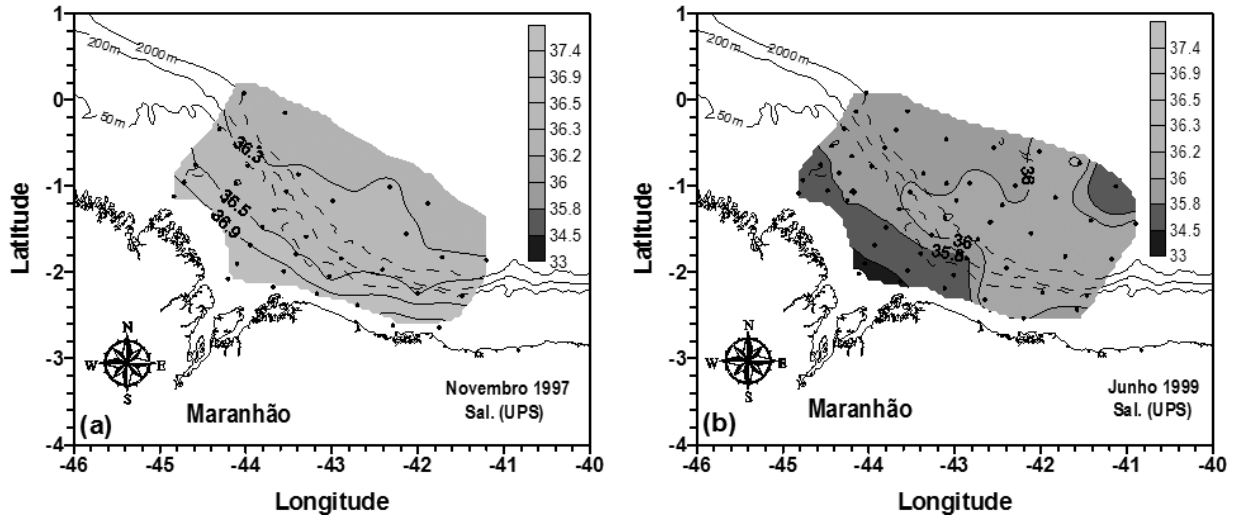 1
0
-1
-2
-3
-4
Latitude
-46 -45 -44 -43 -42 -41 -40
Longitude
2000m
200m
50m
36.3
36.5
36.9
N
W E
S
Maranhão
Novembro 1997
Sal. (UPS)
(a)
37.4
36.9
36.5
36.3
36.2
36
35.8
34.5
33
1
0
-1
-2
-3
-4
Latitude
-46 -45 -44 -43 -42 -41 -40
Longitude
2000m
200m
50m
36
36
35.8
N
W E
S
Maranhão
Junho 1999
Sal. (UPS)
(b)
37.4
36.9
36.5
36.3
36.2
36
35.8
34.5
33